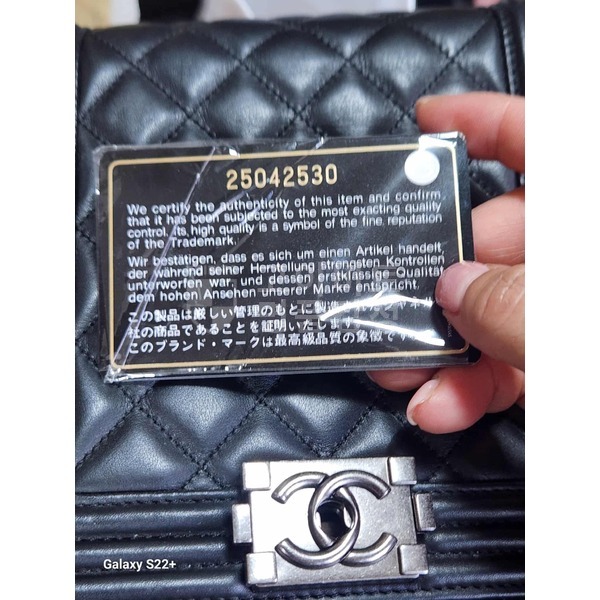 25042530
We certify the authenticity of this item and confirm
that it has been subjected to the most exacting quality
control. Its high quality is a symbol of the fine reputation
of the trademark.
Wir bestätigen, dass es sich um einen Artikel handelt,
der während seiner Herstellung strengsten Kontrollen
unterworfen war, und dessen erstklassige Qualität
dem hohen Ansehen unserer Marke entspricht.
この製品は厳しい管理のもとに製造
社の商品であることを証明いたします
このブランド・マークは最高級品質の象徴です
Galaxy S22+